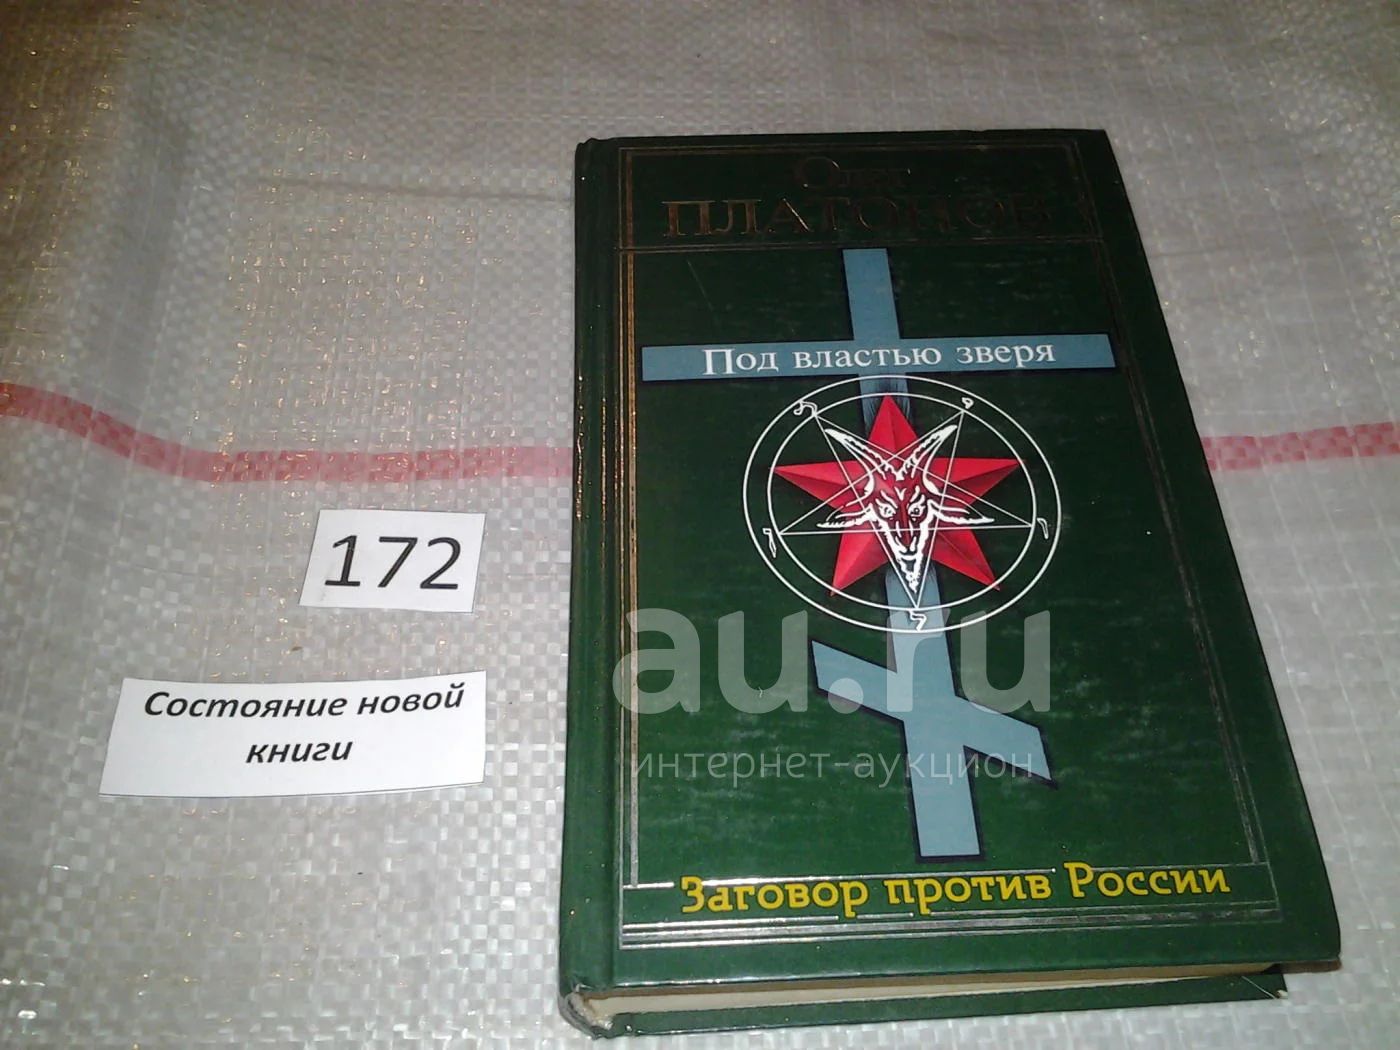 Олег
ПЛАТОНОВ
Под властью зверя
172
Состояние новой
книги
au.ru
интернет-аукцион
Заговор против России